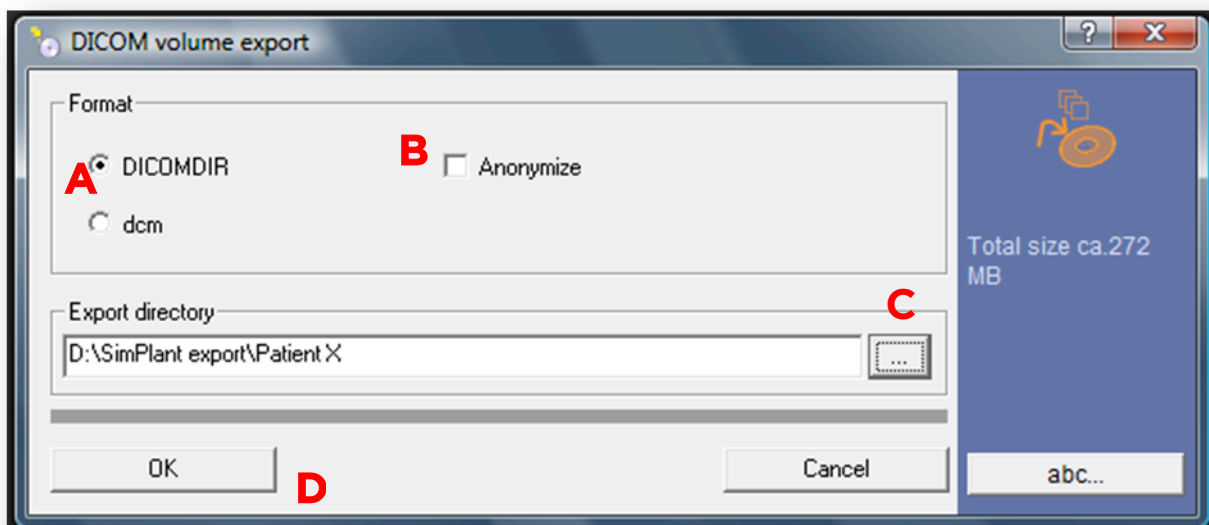 DICOM volume export
?
X
Format
A
DICOMDIR
B
Anonymize
dcm
Total size ca.272
MB
Export directory
C
D:\SimPlant export\Patient X
...
OK
D
Cancel
abc...